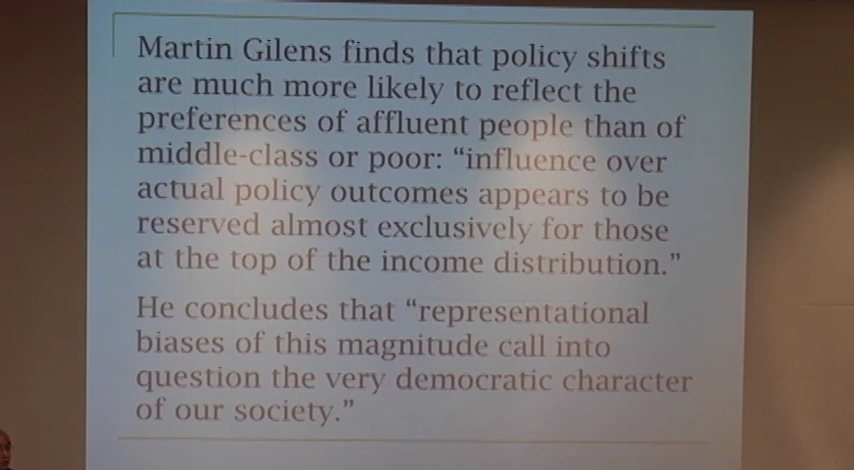 Martin Gilens finds that policy shifts
are much more likely to reflect the
preferences of affluent people than of
middle-class or poor: “influence over
actual policy outcomes appears to be
reserved almost exclusively for those
at the top of the income distribution.”
He concludes that “representational
biases of this magnitude call into
question the very democratic character
of our society.”